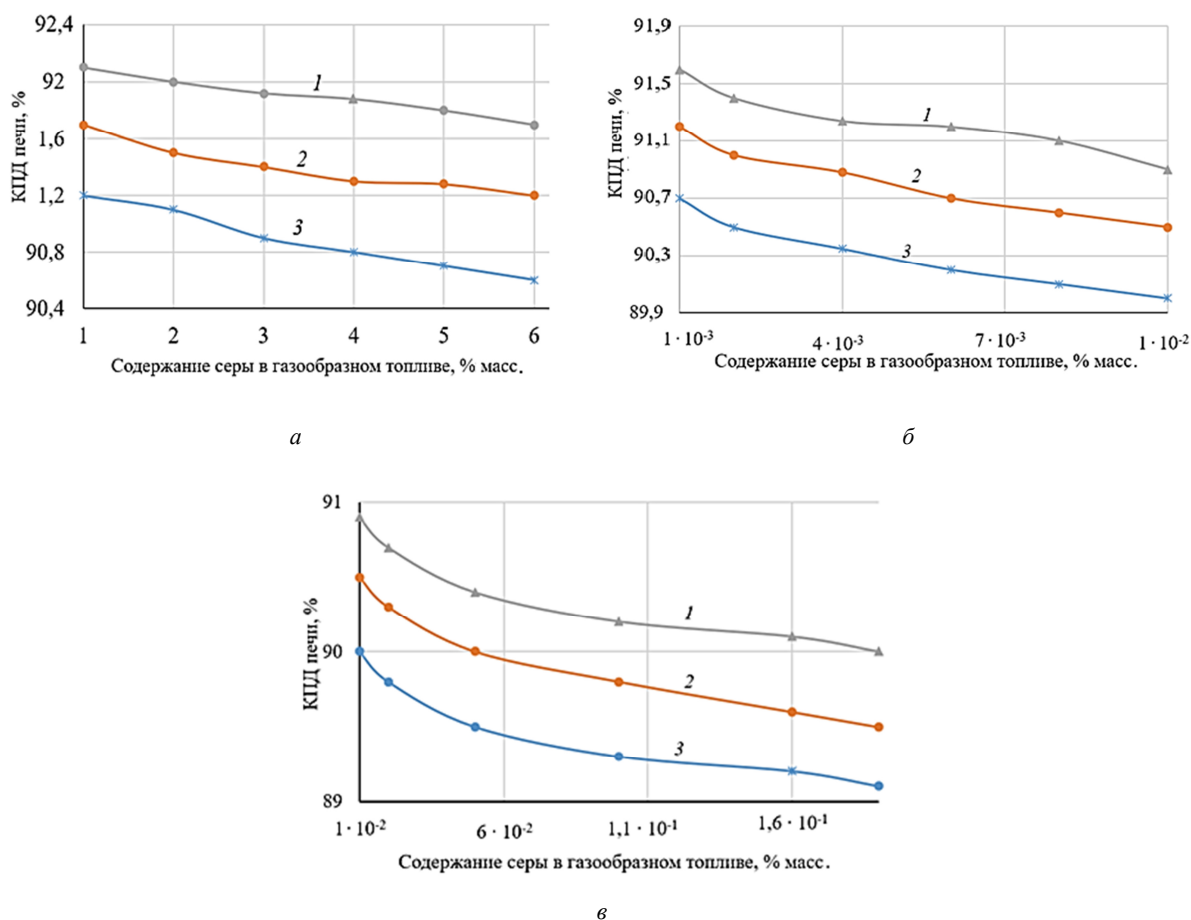 92,4
92
1,6
1,2
90,8
90,4
КПД печи, %
1
2
3
1 2 3 4 5 6
Содержание серы в газообразном топливе, % масс.
а
91,9
91,5
91,1
90,7
90,3
89,9
КПД печи, %
1
2
3
1 · 10⁻³ 4 · 10⁻³ 7 · 10⁻³ 1 · 10⁻²
Содержание серы в газообразном топливе, % масс.
б
91
90
89
КПД печи, %
1
2
3
1 · 10⁻² 6 · 10⁻² 1,1 · 10⁻¹ 1,6 · 10⁻¹
Содержание серы в газообразном топливе, % масс.
в